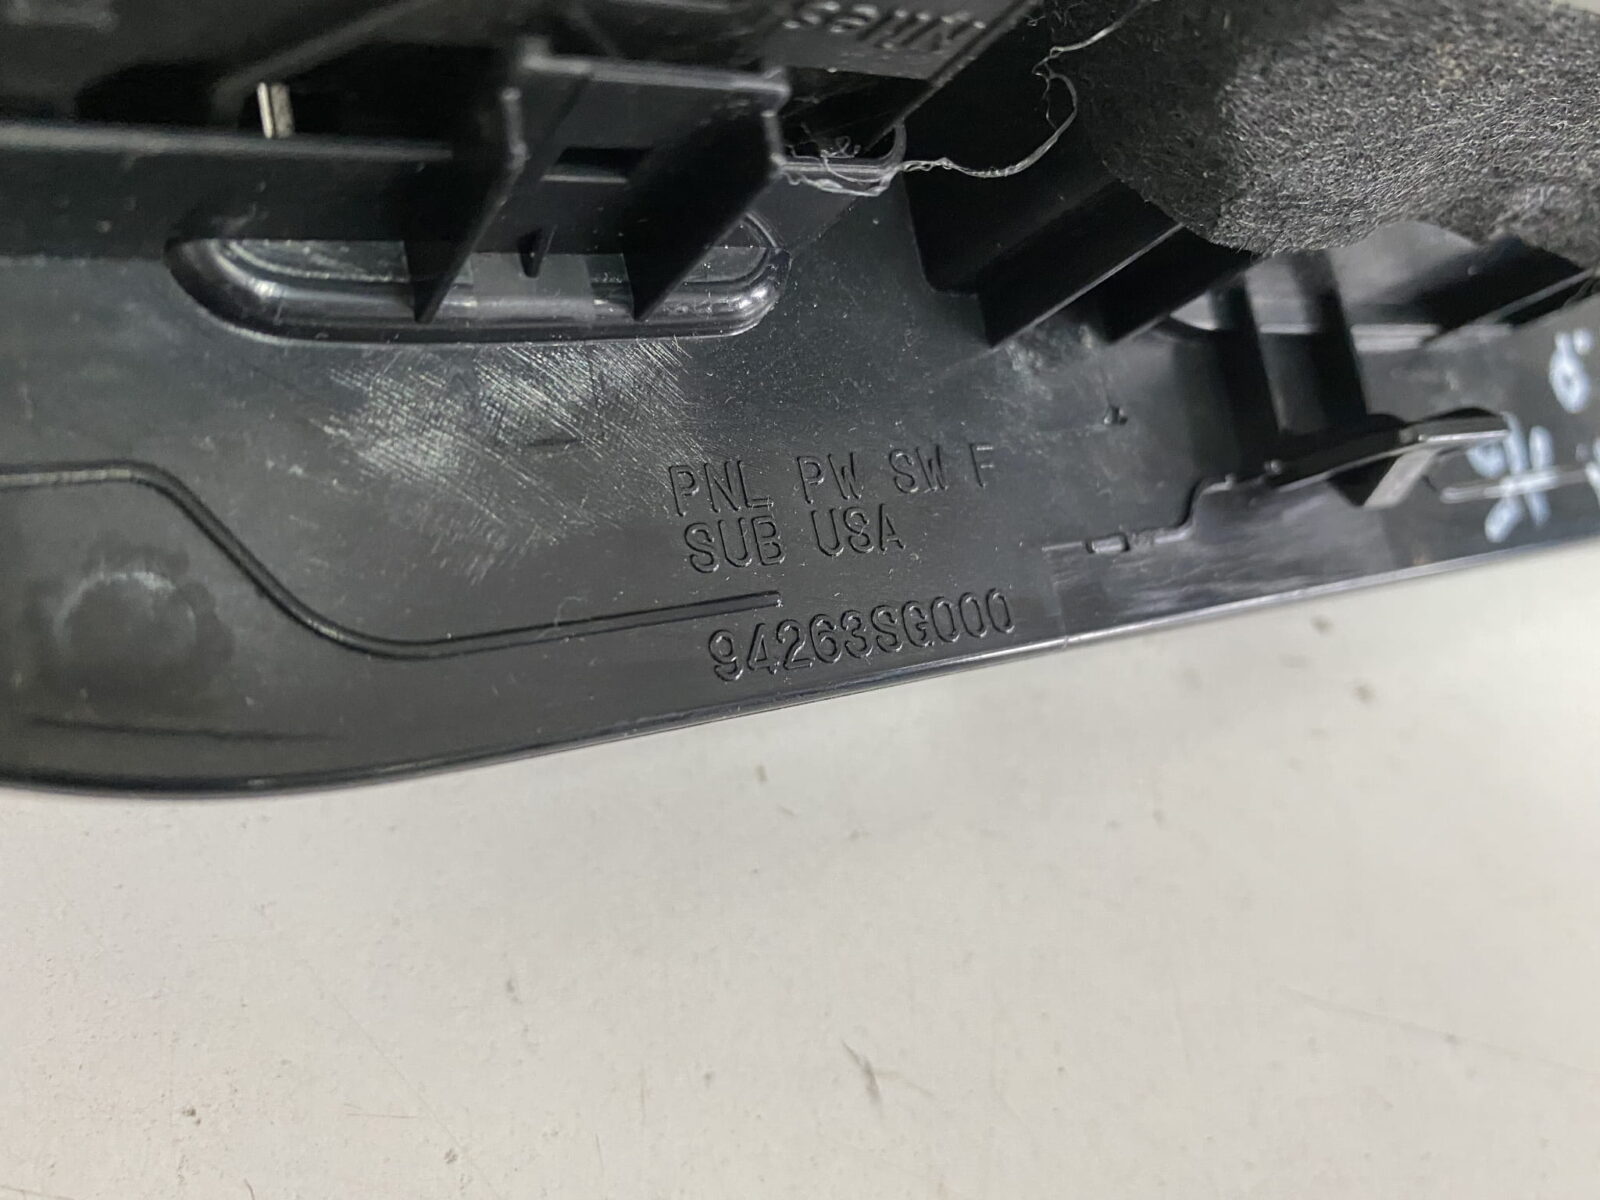 PNL PW SW F
SUB USA
94263SG000